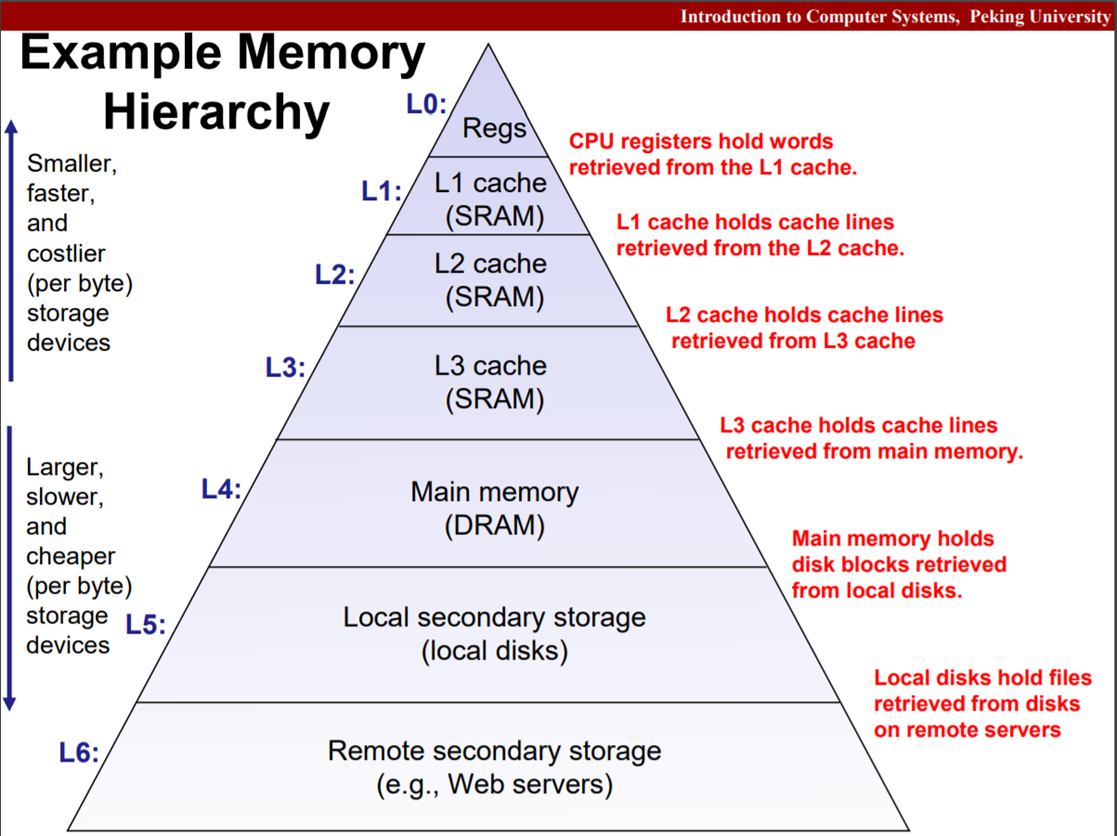 Introduction to Computer Systems, Peking University
Example Memory
Hierarchy
Smaller,
faster,
and
costlier
(per byte)
storage
devices
Larger,
slower,
and
cheaper
(per byte)
storage
devices
L0:
Regs
CPU registers hold words
retrieved from the L1 cache.
L1:
L1 cache
(SRAM)
L1 cache holds cache lines
retrieved from the L2 cache.
L2:
L2 cache
(SRAM)
L2 cache holds cache lines
retrieved from L3 cache
L3:
L3 cache
(SRAM)
L3 cache holds cache lines
retrieved from main memory.
L4:
Main memory
(DRAM)
Main memory holds
disk blocks retrieved
from local disks.
L5:
Local secondary storage
(local disks)
Local disks hold files
retrieved from disks
on remote servers
L6:
Remote secondary storage
(e.g., Web servers)